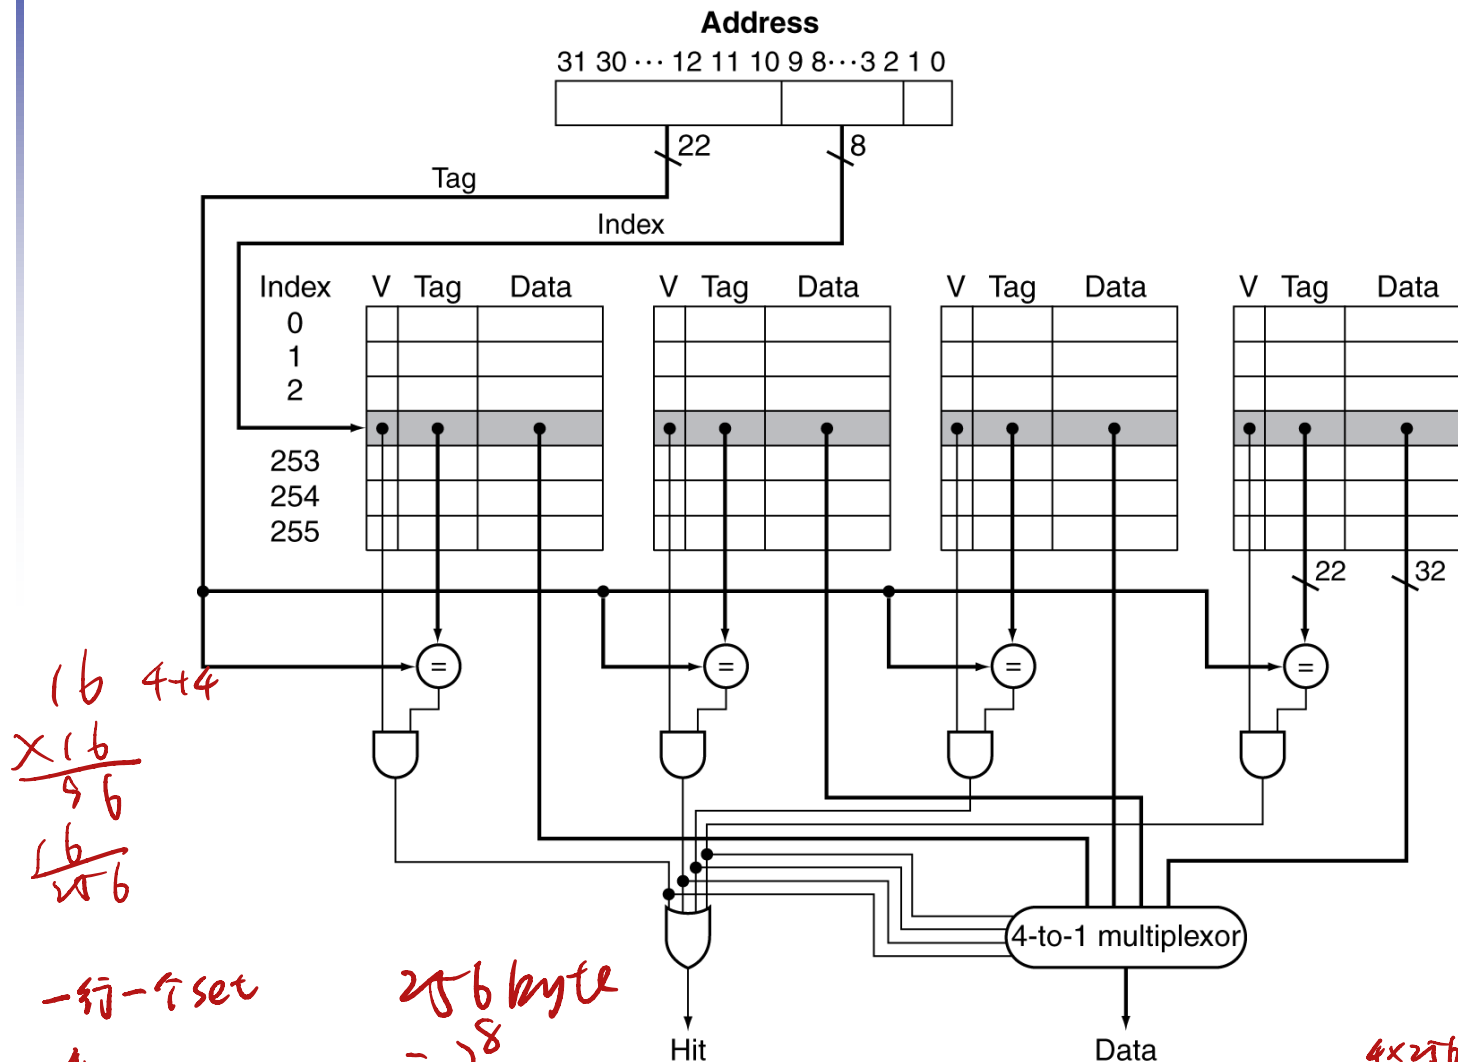 Address
31 30 ··· 12 11 10 9 8···3 2 1 0
22
8
Tag
Index
Index V Tag Data V Tag Data V Tag Data V Tag Data
0
1
2
253
254
255
22 32
= = = =
16 4+4
×16
96
16
256
4-to-1 multiplexor
一行一个set 256 byte
Hit Data
4×256